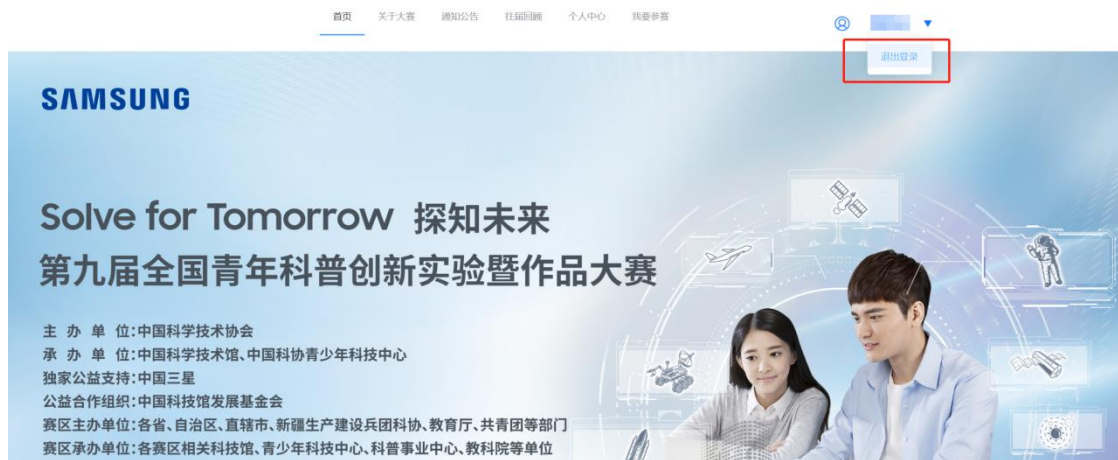 首页 关于大赛 通知公告 往届回顾 个人中心 我要参赛
退出登录
SAMSUNG
Solve for Tomorrow 探知未来
第九届全国青年科普创新实验暨作品大赛
主 办 单 位:中国科学技术协会
承 办 单 位:中国科学技术馆、中国科协青少年科技中心
独家公益支持:中国三星
公益合作组织:中国科技馆发展基金会
赛区主办单位:各省、自治区、直辖市、新疆生产建设兵团科协、教育厅、共青团等部门
赛区承办单位:各赛区相关科技馆、青少年科技中心、科普事业中心、教科院等单位